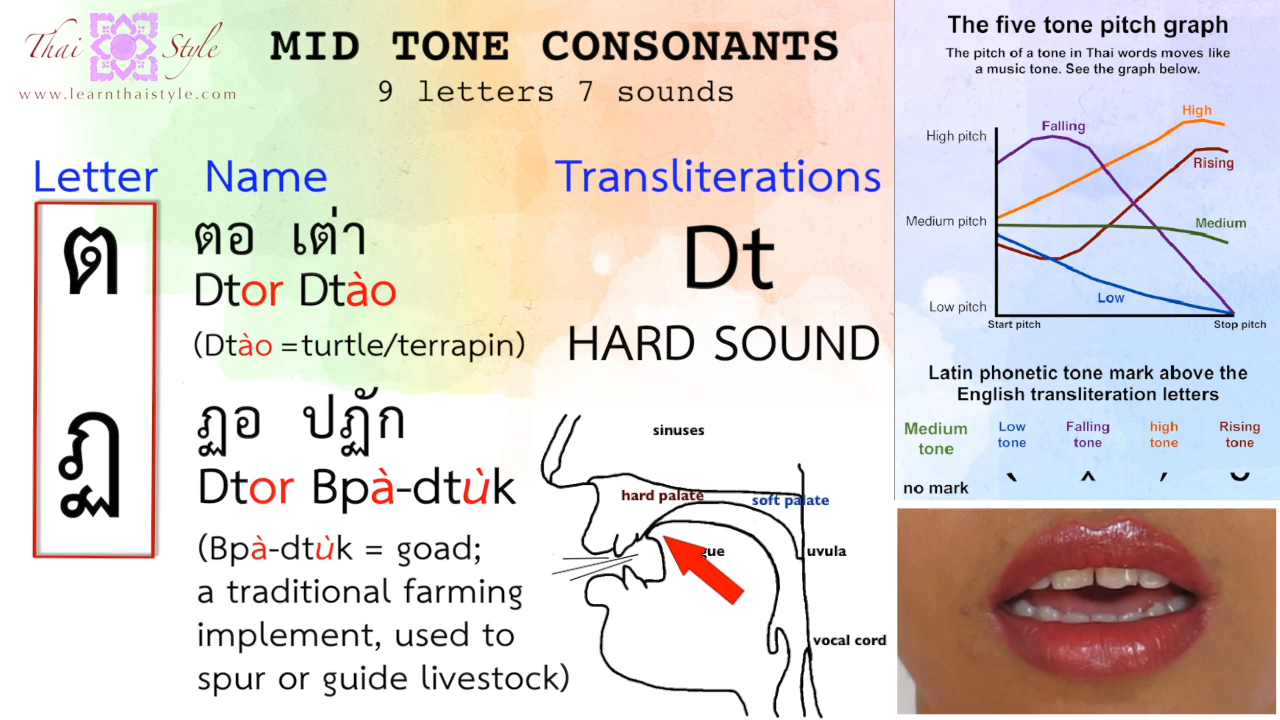 Thai Style
www.learnthaistyle.com
MID TONE CONSONANTS
9 letters 7 sounds
Letter
Name
Transliterations
ต
ตอ เต่า
Dtor Dtào
(Dtào =turtle/terrapin)
Dt
HARD SOUND
ฏ
ฏอ ปฏัก
Dtor Bpà-dtùk
(Bpà-dtùk = goad;
a traditional farming
implement, used to
spur or guide livestock)
sinuses
hard palate
soft palate
gue
uvula
vocal cord
The five tone pitch graph
The pitch of a tone in Thai words moves like
a music tone. See the graph below.
High pitch
Medium pitch
Low pitch
Falling
High
Rising
Medium
Low
Start pitch
Stop pitch
Latin phonetic tone mark above the
English transliteration letters
Medium
tone
Low
tone
Falling
tone
high
tone
Rising
tone
no mark
ˋ ^ ˊ ˇ